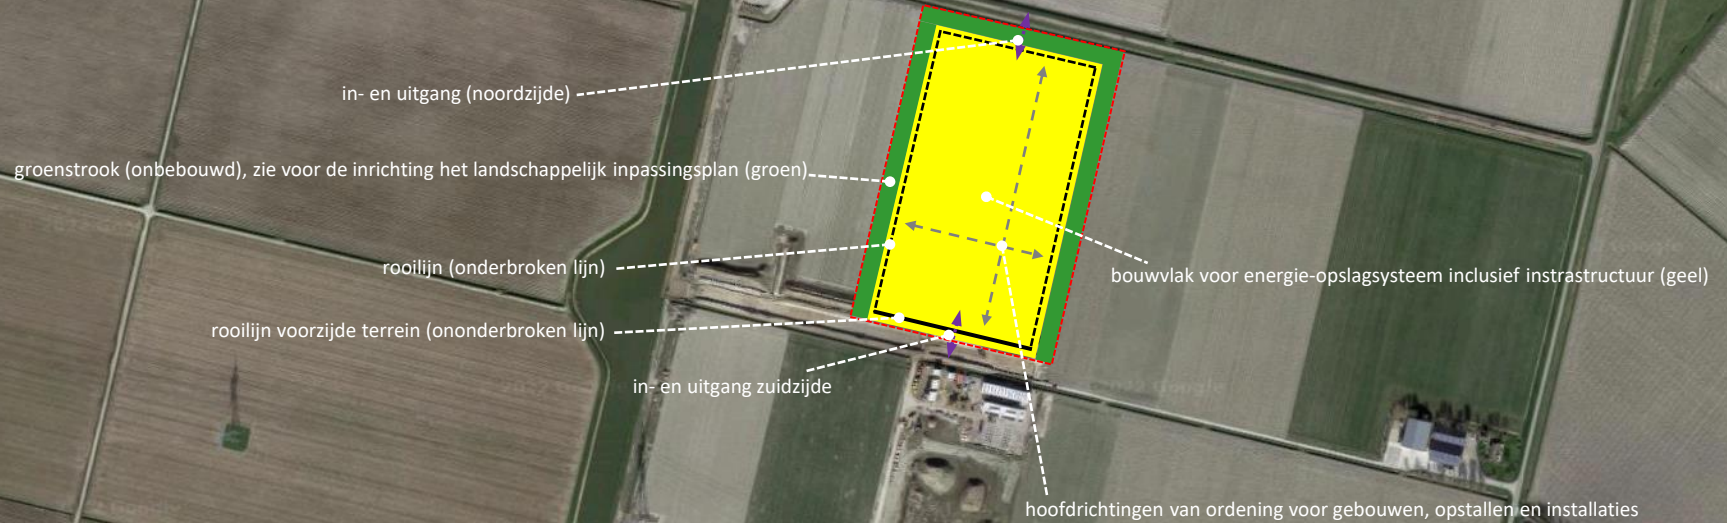 in- en uitgang (noordzijde)
groenstrook (onbebouwd), zie voor de inrichting het landschappelijk inpassingsplan (groen)
rooilijn (onderbroken lijn)
bouwvlak voor energie-opslagsysteem inclusief instrastructuur (geel)
rooilijn voorzijde terrein (ononderbroken lijn)
in- en uitgang zuidzijde
hoofdrichtingen van ordening voor gebouwen, opstallen en installaties